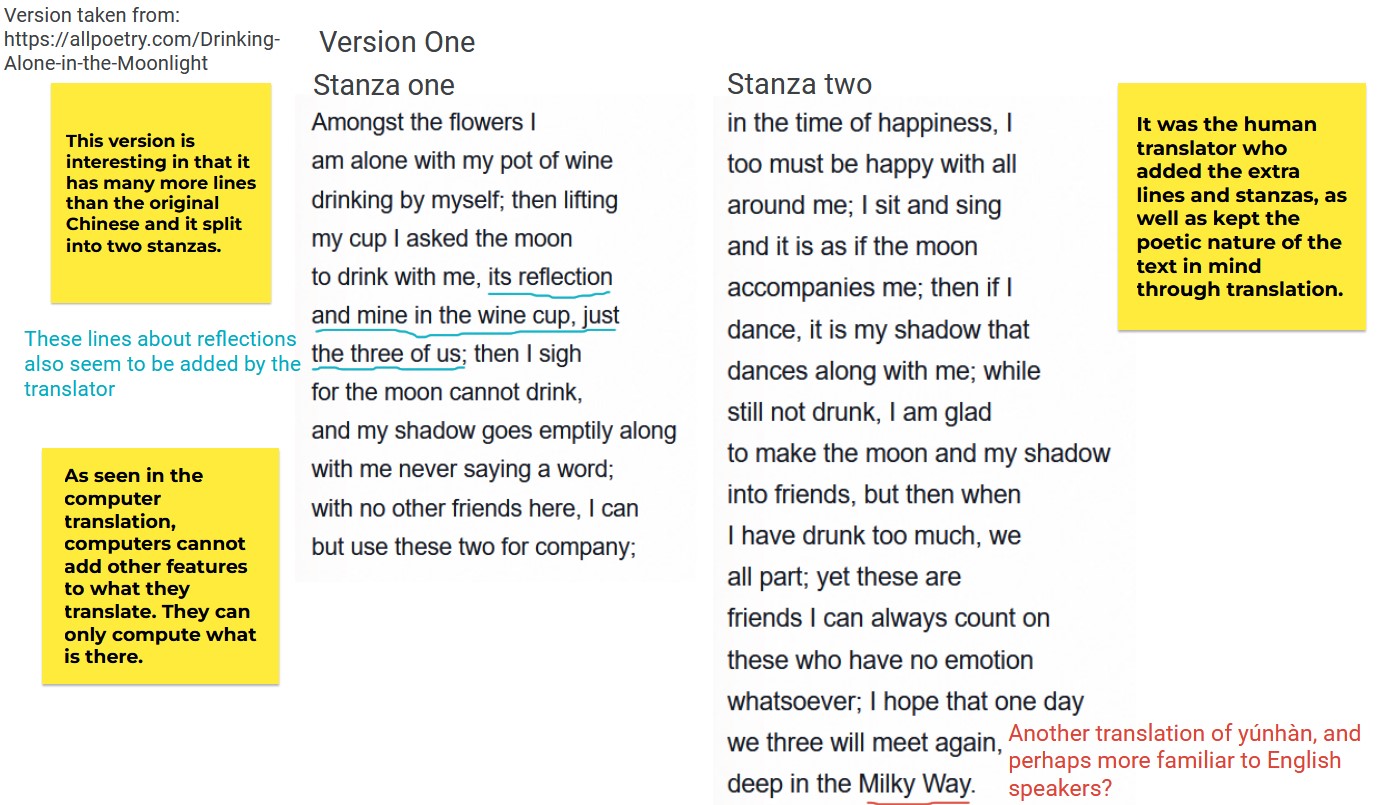 Version taken from:
https://allpoetry.com/Drinking-
Alone-in-the-Moonlight
This version is
interesting in that it
has many more lines
than the original
Chinese and it split
into two stanzas.
These lines about reflections
also seem to be added by the
translator
As seen in the
computer
translation,
computers cannot
add other features
to what they
translate. They can
only compute what
is there.
Version One
Stanza one
Amongst the flowers I
am alone with my pot of wine
drinking by myself; then lifting
my cup I asked the moon
to drink with me, its reflection
and mine in the wine cup, just
the three of us; then I sigh
for the moon cannot drink,
and my shadow goes emptily along
with me never saying a word;
with no other friends here, I can
but use these two for company;
Stanza two
in the time of happiness, I
too must be happy with all
around me; I sit and sing
and it is as if the moon
accompanies me; then if I
dance, it is my shadow that
dances along with me; while
still not drunk, I am glad
to make the moon and my shadow
into friends, but then when
I have drunk too much, we
all part; yet these are
friends I can always count on
these who have no emotion
whatsoever; I hope that one day
we three will meet again,
deep in the Milky Way.
It was the human
translator who
added the extra
lines and stanzas, as
well as kept the
poetic nature of the
text in mind
through translation.
Another translation of yúnhàn, and
perhaps more familiar to English
speakers?